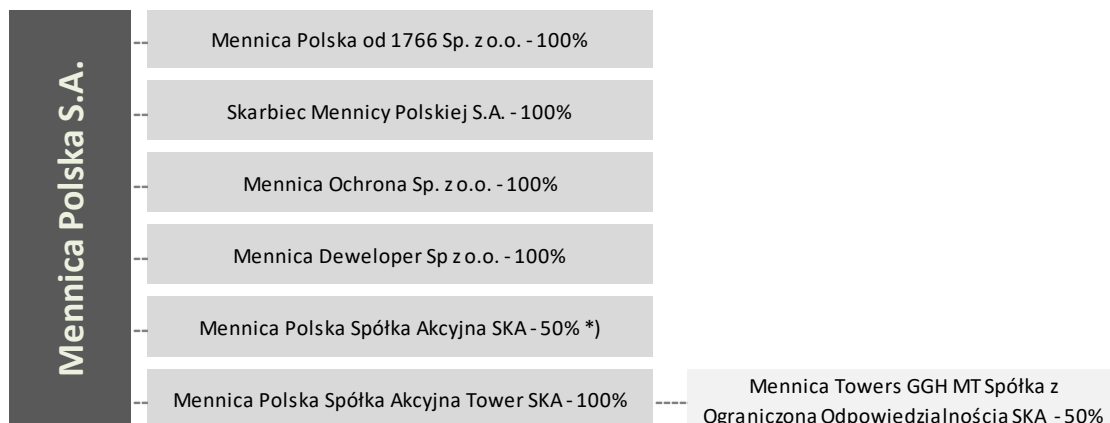 Mennica Polska S.A.
Mennica Polska od 1766 Sp. z o.o. - 100%
Skarbiec Mennicy Polskiej S.A. - 100%
Mennica Ochrona Sp. z o.o. - 100%
Mennica Deweloper Sp z o.o. - 100%
Mennica Polska Spółka Akcyjna SKA - 50% *)
Mennica Polska Spółka Akcyjna Tower SKA - 100%
Mennica Towers GGH MT Spółka z
Ograniczoną Odpowiedzialnością SKA - 50%